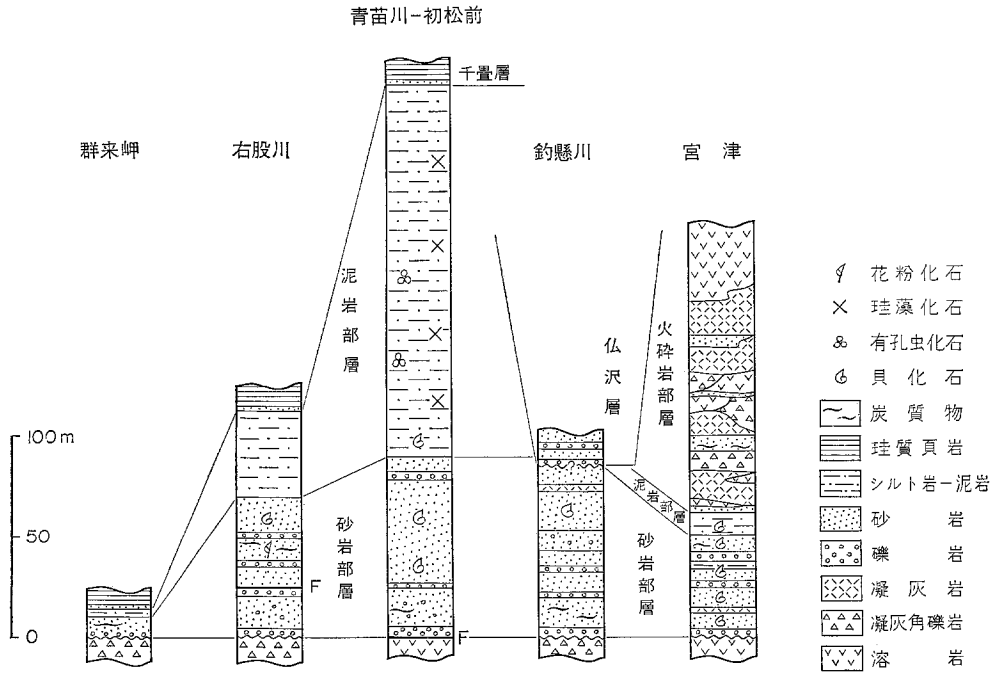 青苗川-初松前
千畳層
群来岬
右股川
釣懸川
宮津
泥岩部層
仏沢層
火砕岩部層
泥岩部層
砂岩部層
砂岩部層
F
F
100m
50
0
花粉化石
珪藻化石
有孔虫化石
貝化石
炭質物
珪質頁岩
シルト岩-泥岩
砂岩
礫岩
凝灰岩
凝灰角礫岩
溶岩